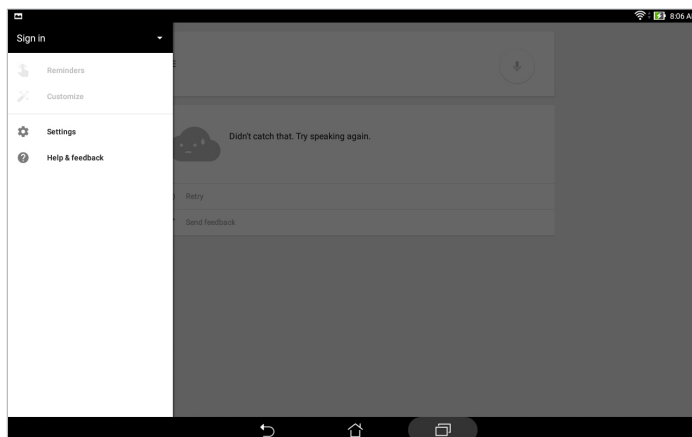 8:06 A
Sign in
Reminders
Customize
Settings
Help & feedback
Didn't catch that. Try speaking again.
Retry
Send feedback